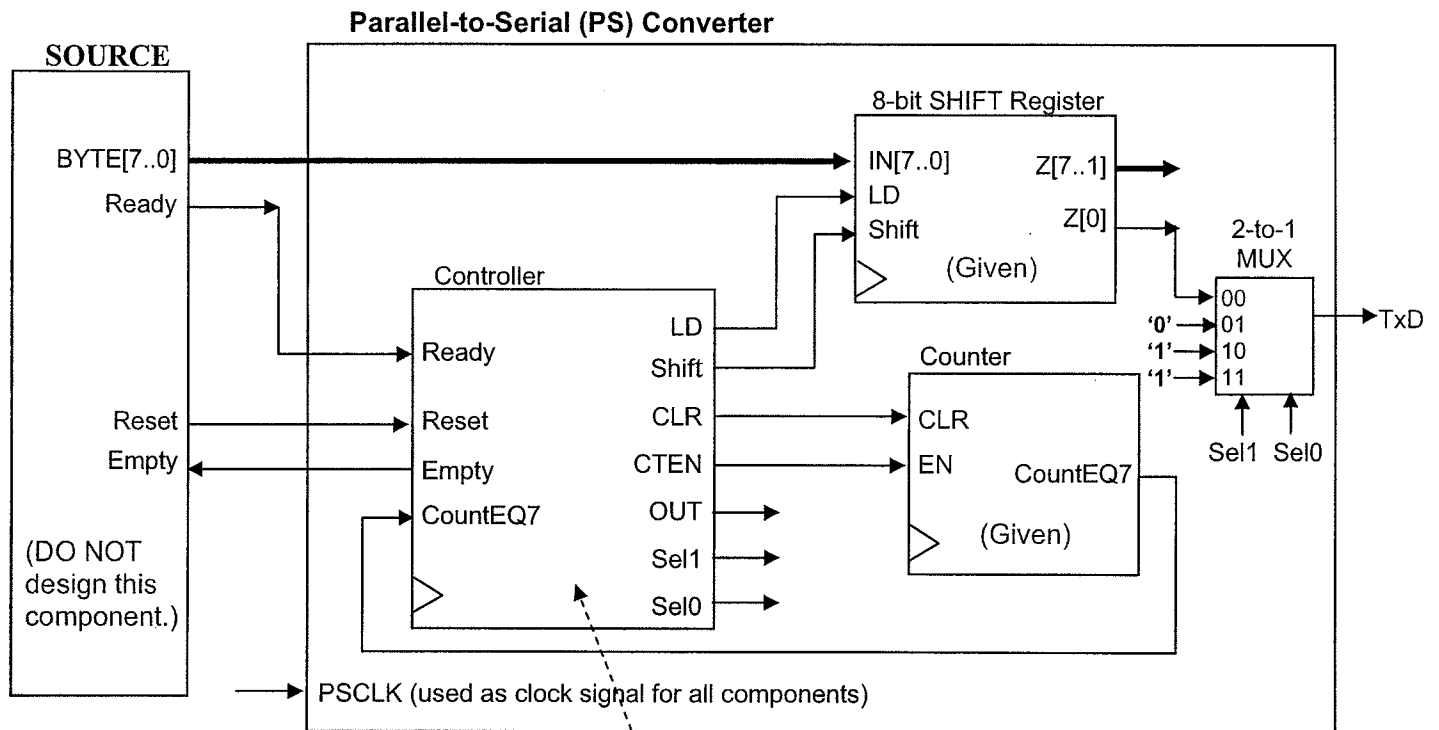 Parallel-to-Serial (PS) Converter
SOURCE
BYTE[7..0]
Ready
Reset
Empty
(DO NOT
design this
component.)
8-bit SHIFT Register
IN[7..0]
LD
Shift
Z[7..1]
Z[0]
(Given)
2-to-1
MUX
00
01
10
11
'0'
'1'
'1'
TxD
Sel1 Sel0
Controller
Ready
Reset
Empty
CountEQ7
LD
Shift
CLR
CTEN
OUT
Sel1
Sel0
Counter
CLR
EN
CountEQ7
(Given)
PSCLK (used as clock signal for all components)